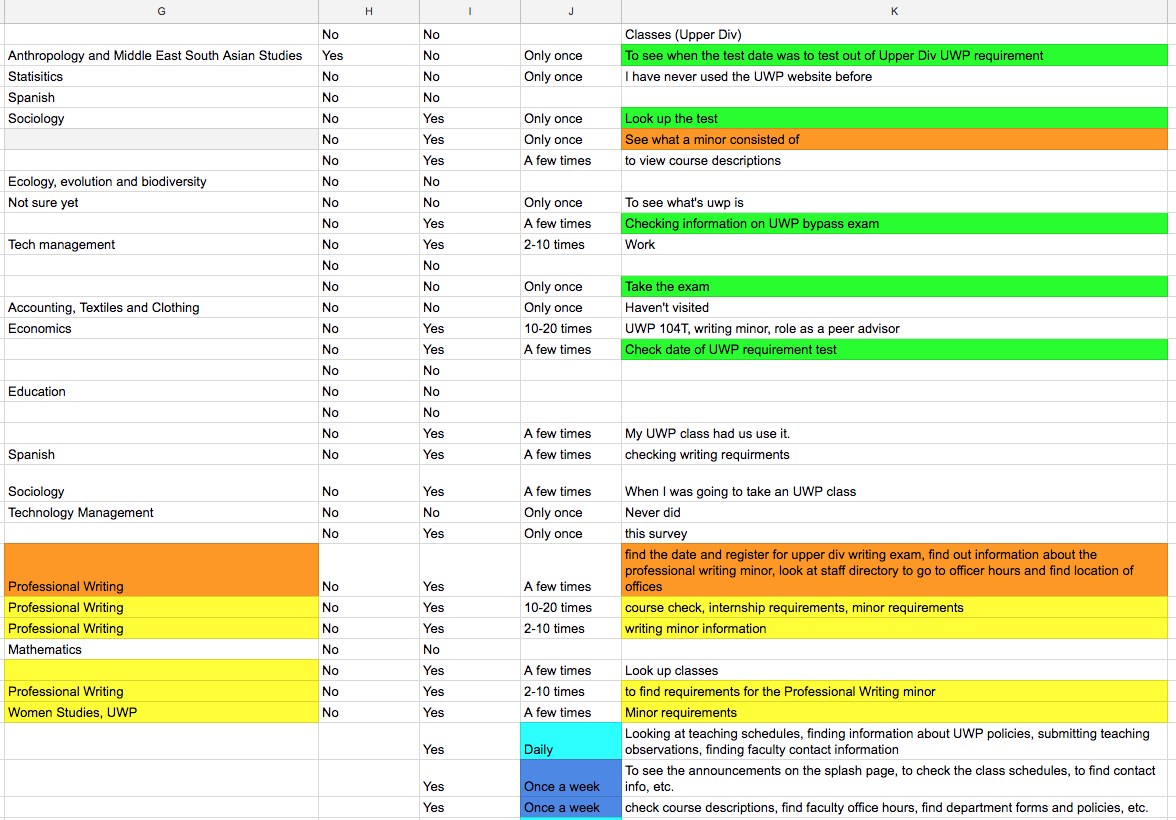 G H I J K
No No Classes (Upper Div)
Anthropology and Middle East South Asian Studies Yes No Only once To see when the test date was to test out of Upper Div UWP requirement
Statisitics No No Only once I have never used the UWP website before
Spanish No No
Sociology No Yes Only once Look up the test
No Yes Only once See what a minor consisted of
No Yes A few times to view course descriptions
Ecology, evolution and biodiversity No No
Not sure yet No No Only once To see what's uwp is
No Yes A few times Checking information on UWP bypass exam
Tech management No Yes 2-10 times Work
No No
No No Only once Take the exam
Accounting, Textiles and Clothing No No Only once Haven't visited
Economics No Yes 10-20 times UWP 104T, writing minor, role as a peer advisor
No Yes A few times Check date of UWP requirement test
No No
Education No No
No No
No Yes A few times My UWP class had us use it.
Spanish No Yes A few times checking writing requirments
Sociology No Yes A few times When I was going to take an UWP class
Technology Management No No Only once Never did
No Yes Only once this survey
find the date and register for upper div writing exam, find out information about the
professional writing minor, look at staff directory to go to officer hours and find location of
Professional Writing No Yes A few times offices
Professional Writing No Yes 10-20 times course check, internship requirements, minor requirements
Professional Writing No Yes 2-10 times writing minor information
Mathematics No No
No Yes A few times Look up classes
Professional Writing No Yes 2-10 times to find requirements for the Professional Writing minor
Women Studies, UWP No Yes A few times Minor requirements
Looking at teaching schedules, finding information about UWP policies, submitting teaching
Yes Daily observations, finding faculty contact information
To see the announcements on the splash page, to check the class schedules, to find contact
Yes Once a week info, etc.
Yes Once a week check course descriptions, find faculty office hours, find department forms and policies, etc.